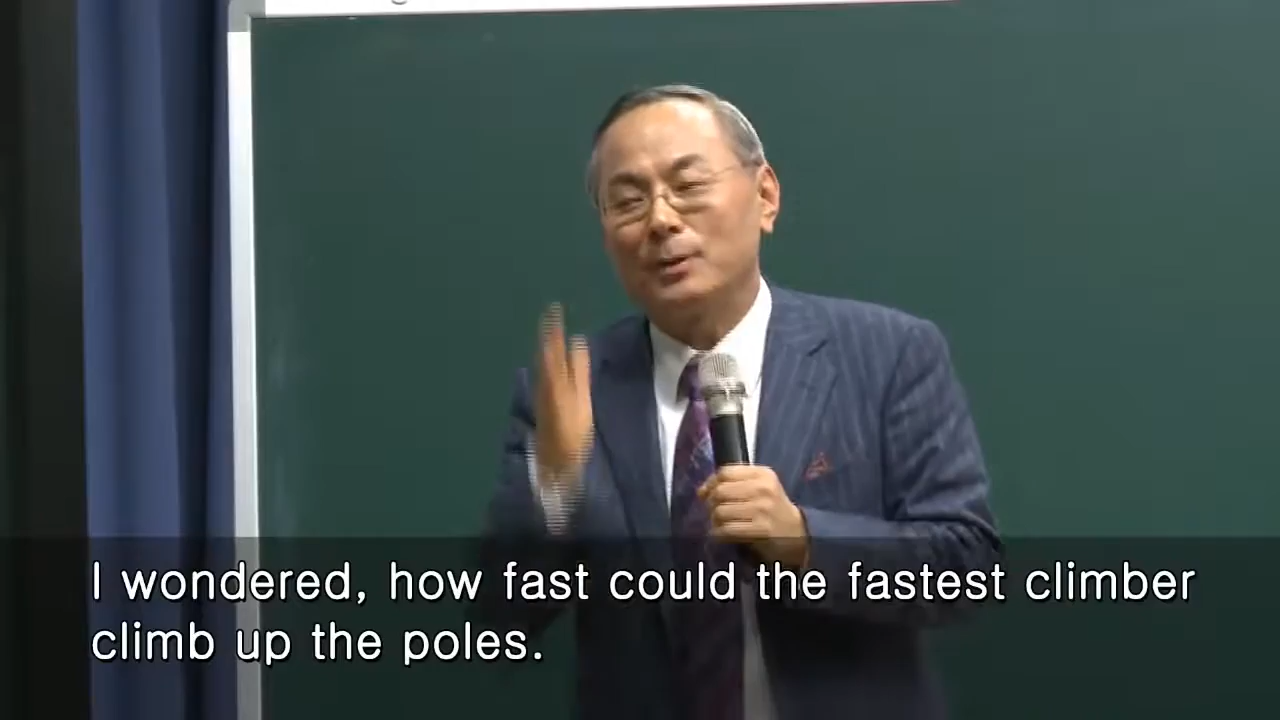 I wondered, how fast could the fastest climber
climb up the poles.